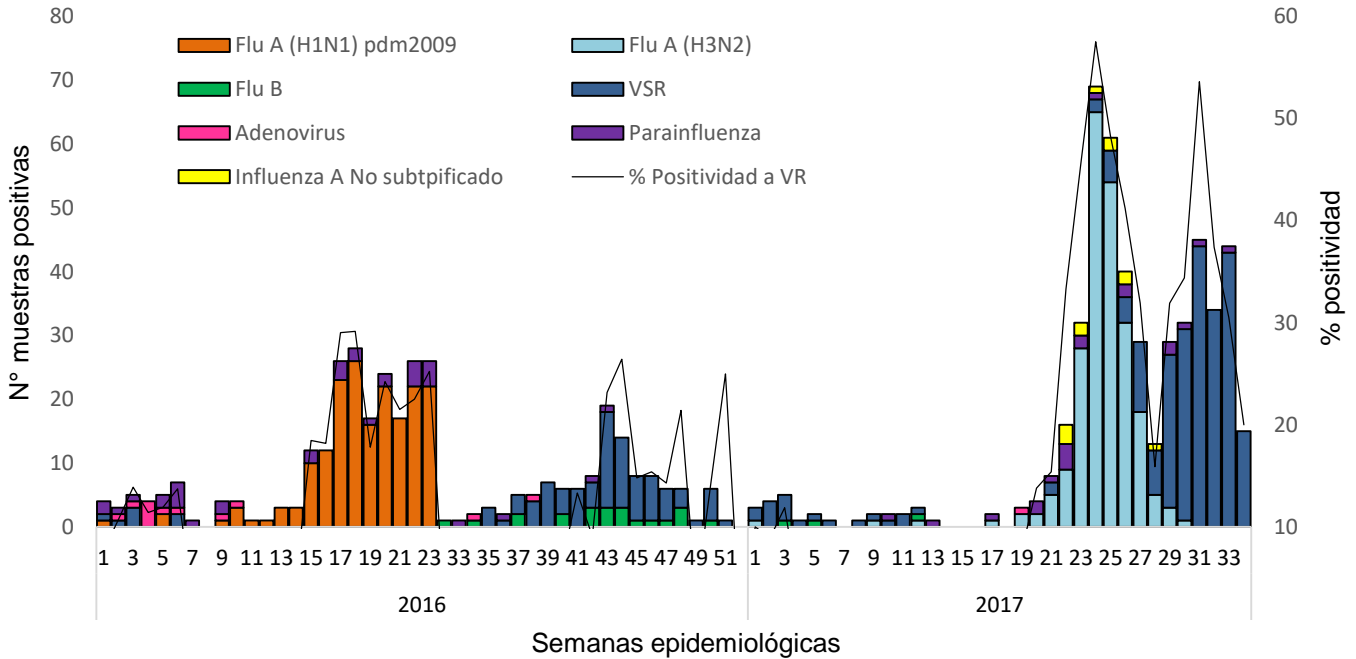 80
70
60
50
40
30
20
10
0
N° muestras positivas
Flu A (H1N1) pdm2009
Flu A (H3N2)
Flu B
VSR
Adenovirus
Parainfluenza
Influenza A No subtpificado
% Positividad a VR
60
50
40
30
20
10
% positividad
1 3 5 7 9 11 13 15 17 19 21 23 33 35 37 39 41 43 45 47 49 51 1 3 5 7 9 11 13 15 17 19 21 23 25 27 29 31 33
2016 2017
Semanas epidemiológicas